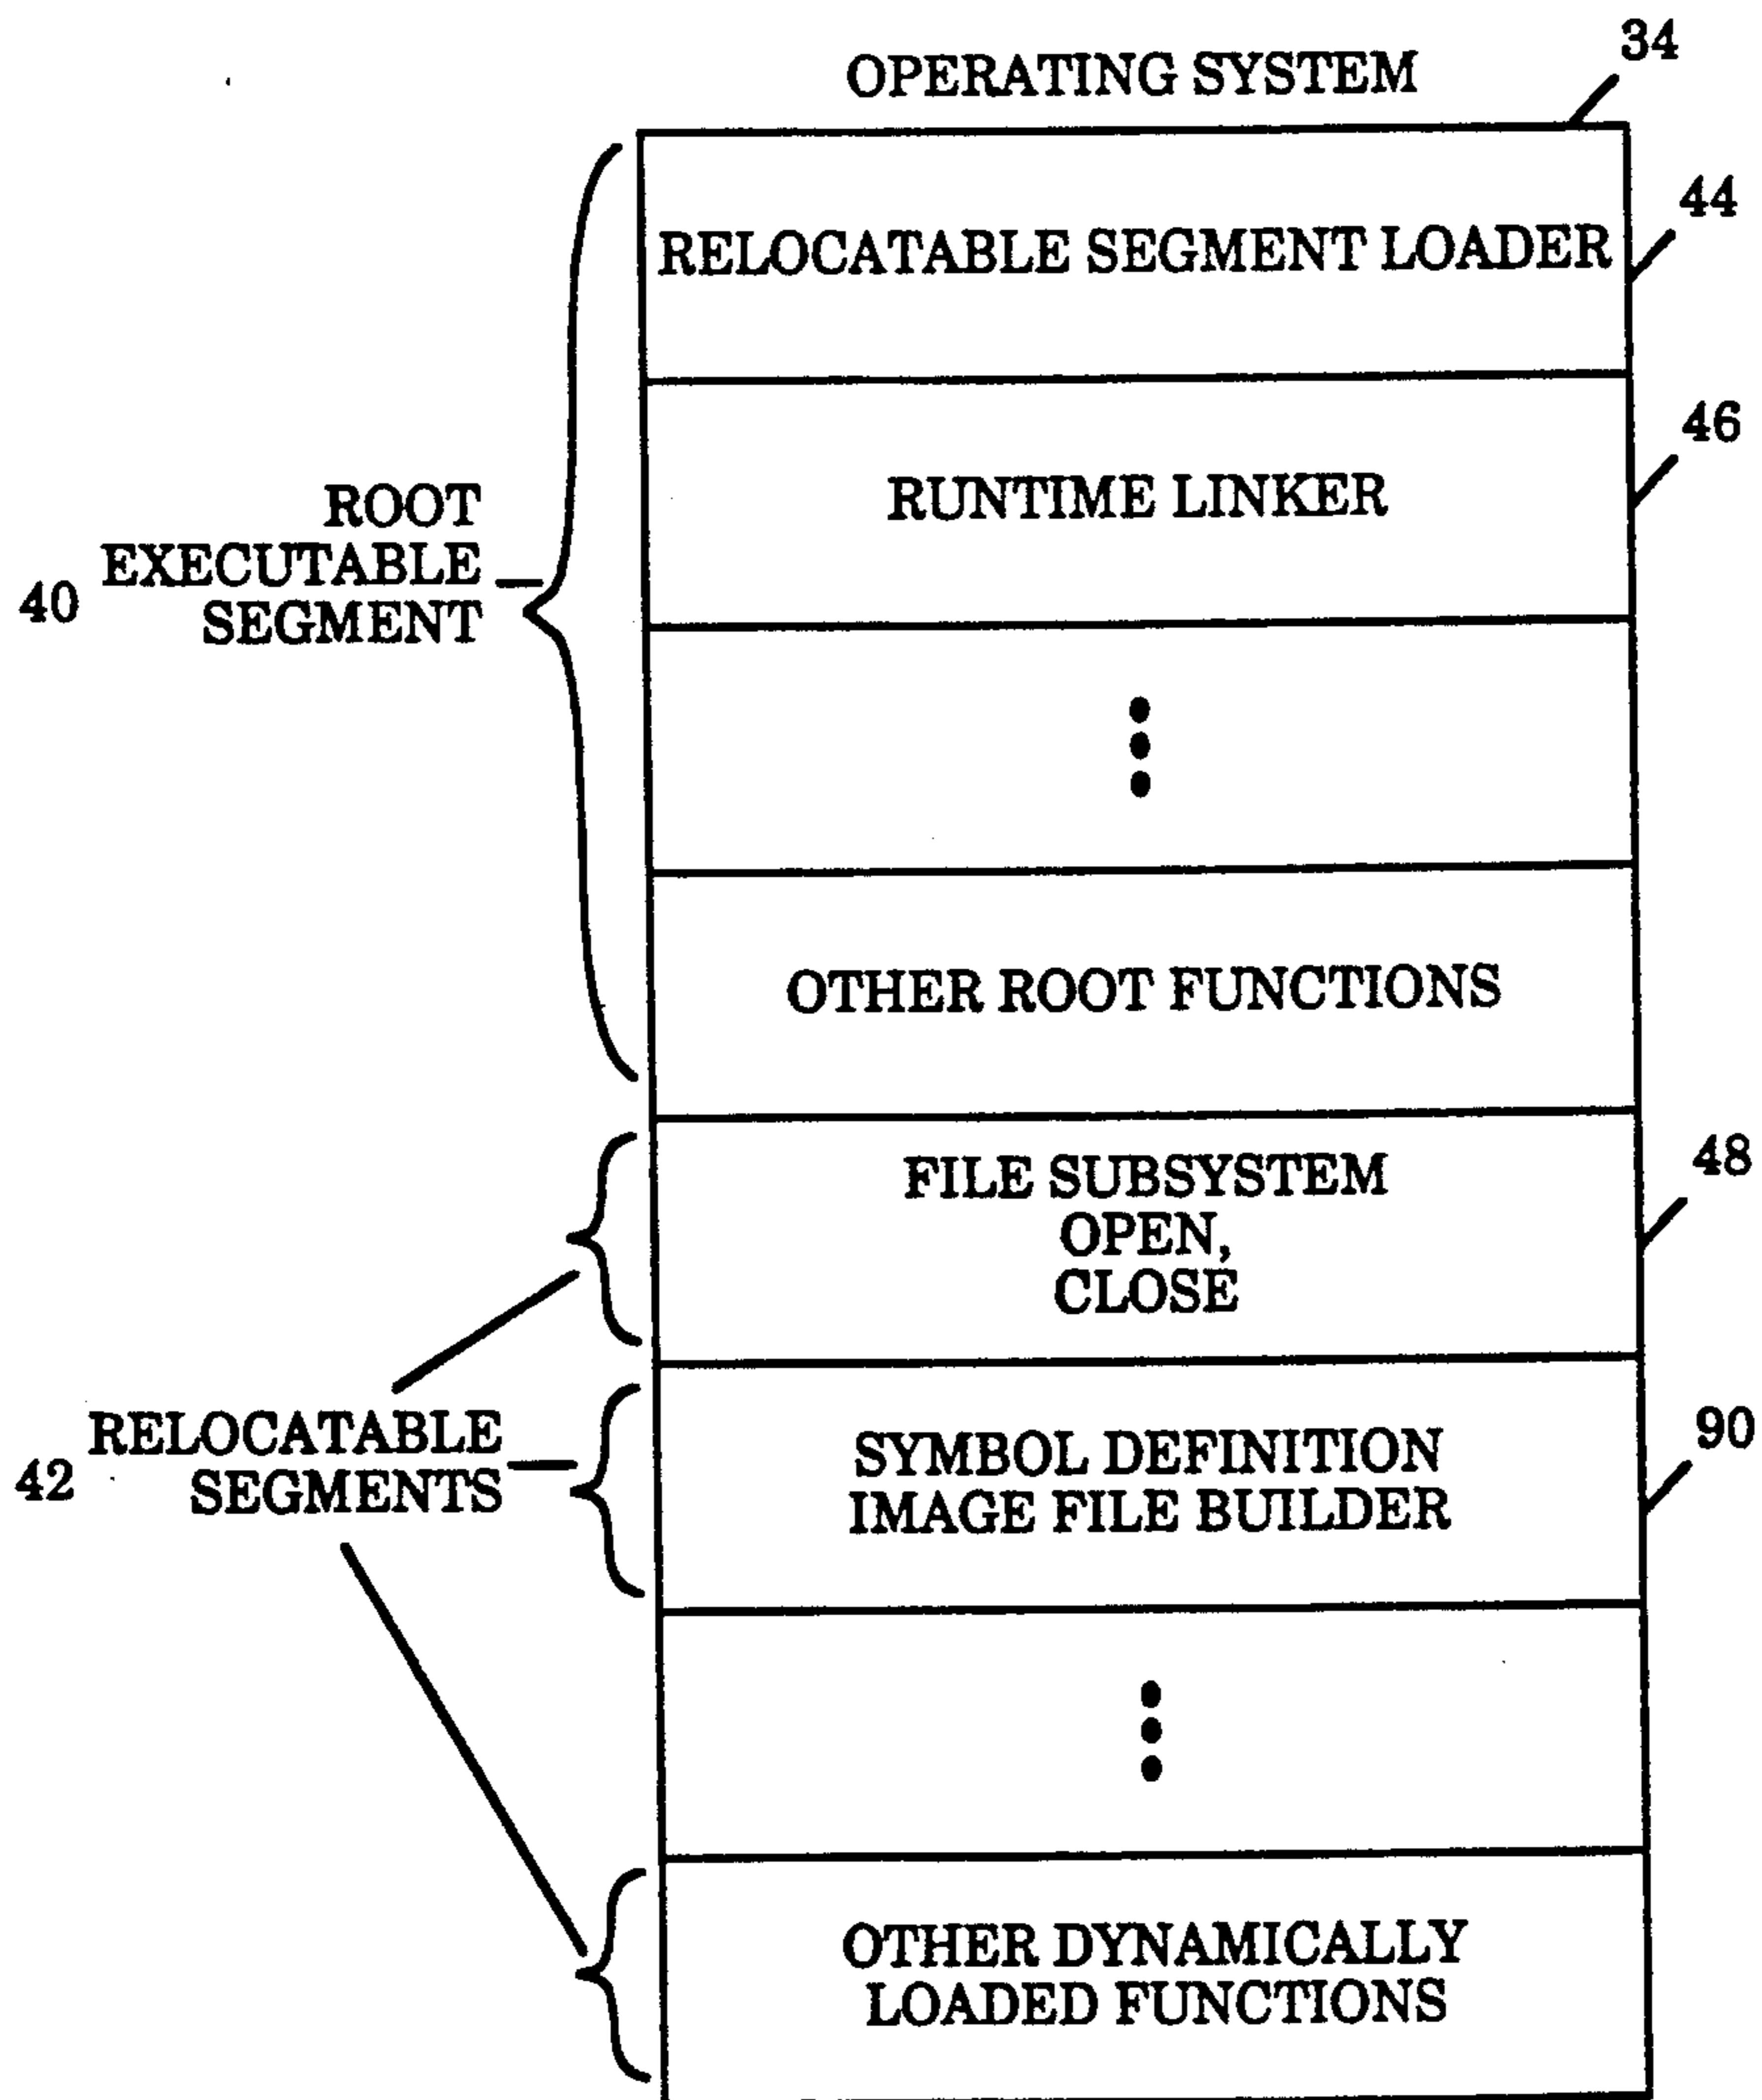 OPERATING SYSTEM
34
RELOCATABLE SEGMENT LOADER
44
RUNTIME LINKER
46
ROOT
EXECUTABLE
SEGMENT
40
OTHER ROOT FUNCTIONS
FILE SUBSYSTEM
OPEN,
CLOSE
48
RELOCATABLE
SEGMENTS
42
SYMBOL DEFINITION
IMAGE FILE BUILDER
90
OTHER DYNAMICALLY
LOADED FUNCTIONS